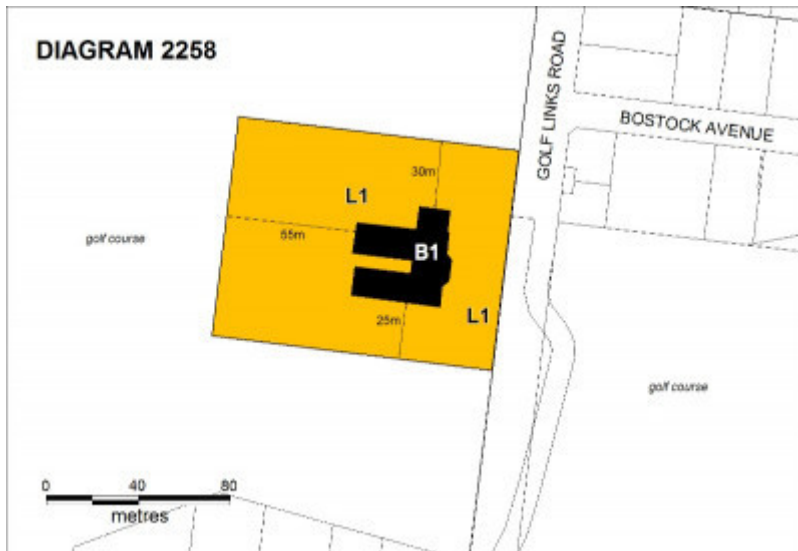 DIAGRAM 2258
GOLF LINKS ROAD
BOSTOCK AVENUE
30m
L1
golf course
55m
B1
25m
L1
golf course
0 40 80
metres